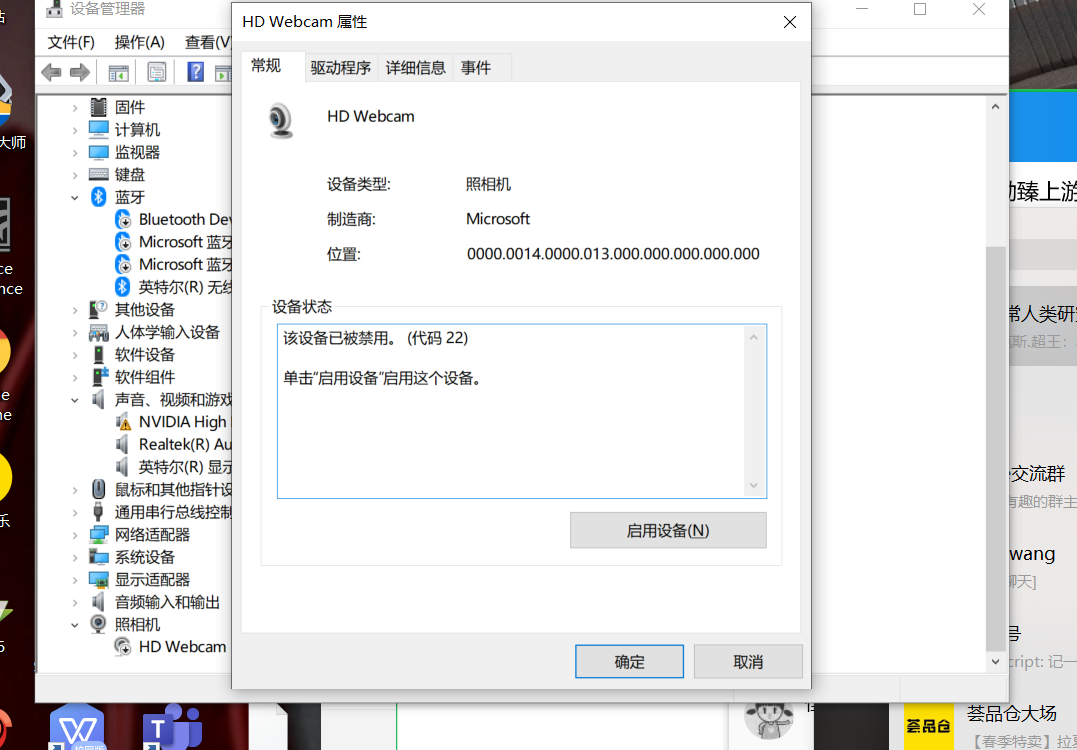 设备管理器
HD Webcam 属性
文件(F) 操作(A) 查看(V)
常规 驱动程序 详细信息 事件
HD Webcam
设备类型: 照相机
制造商: Microsoft
位置: 0000.0014.0000.013.000.000.000.000.000
设备状态
该设备已被禁用。 (代码 22)
单击“启用设备”启用这个设备。
启用设备(N)
确定 取消
固件
计算机
监视器
键盘
蓝牙
Bluetooth Dev
Microsoft 蓝牙
Microsoft 蓝牙
英特尔(R) 无线
其他设备
人体学输入设备
软件设备
软件组件
声音、视频和游戏
NVIDIA High
Realtek(R) Au
英特尔(R) 显示
鼠标和其他指针设
通用串行总线控制
网络适配器
系统设备
显示适配器
音频输入和输出
照相机
HD Webcam
大师
ce
nce
e
me
乐
5
臻上游
常人类研究
斯.超王:
交流群
有趣的群主
wang
聊天]
号
cript: 记一
荟品仓大场
【春季特卖】拉夏
荟品仓
校园版